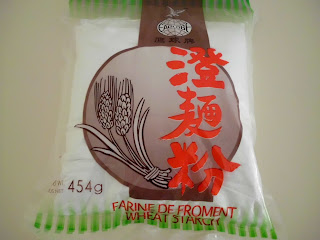 澄
麵
粉
454g
FARINE DE FROMENT
WHEAT STARCH